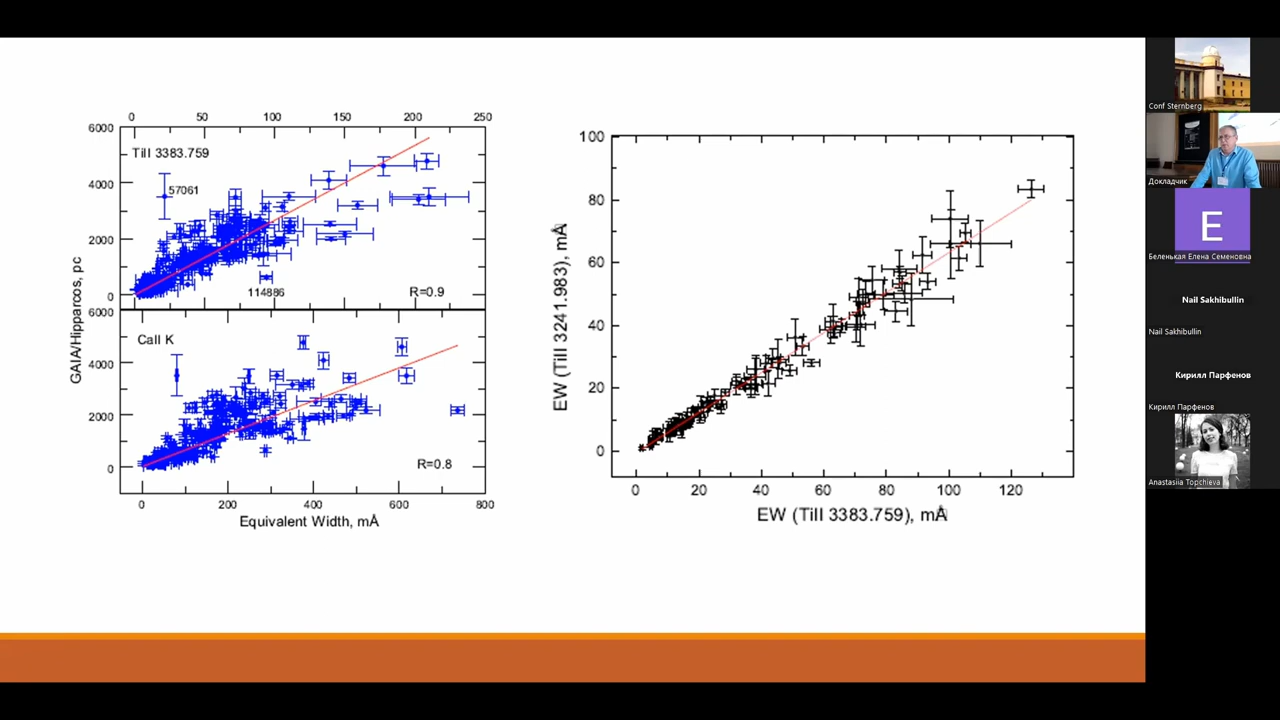 0 50 100 150 200 250
6000
TiII 3383.759
57061
4000
2000
0
114886
R=0.9
6000
CaII K
4000
2000
0
R=0.8
GAIA/Hipparcos, pc
0 200 400 600 800
Equivalent Width, mÅ
100
80
60
40
20
0
EW (TiII 3241.983), mÅ
0 20 40 60 80 100 120
EW (TiII 3383.759), mÅ
Conf Sternberg
Докладчик
E
Беленькая Елена Семеновна
Nail Sakhibullin
Nail Sakhibullin
Кирилл Парфенов
Кирилл Парфенов
Anastasiia Topchieva